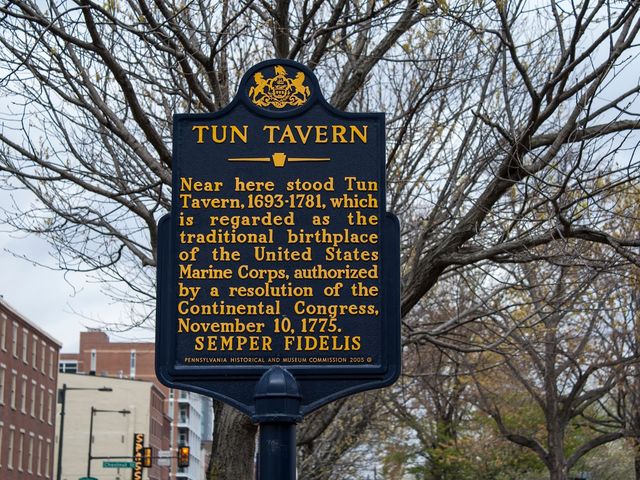 TUN TAVERN
Near here stood Tun
Tavern, 1693-1781, which
is regarded as the
traditional birthplace
of the United States
Marine Corps, authorized
by a resolution of the
Continental Congress,
November 10, 1775.
SEMPER FIDELIS
PENNSYLVANIA HISTORICAL AND MUSEUM COMMISSION 2005 ©
Chestnut St